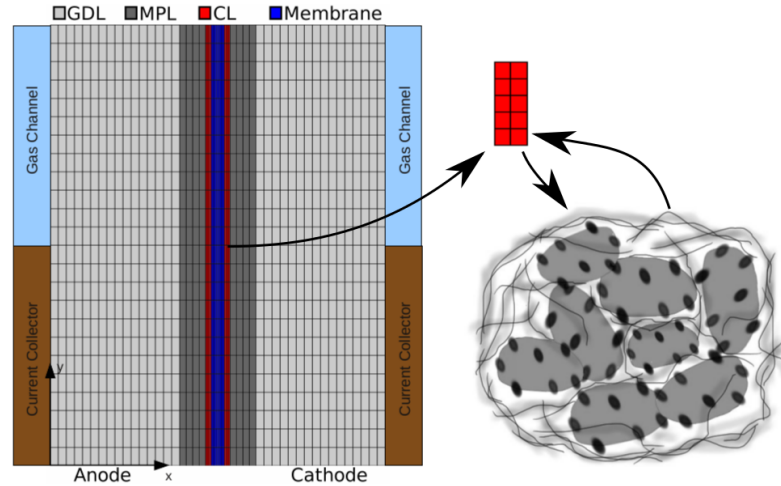 GDL MPL CL Membrane
Gas Channel
Gas Channel
Current Collector
Current Collector
y
x
Anode
Cathode